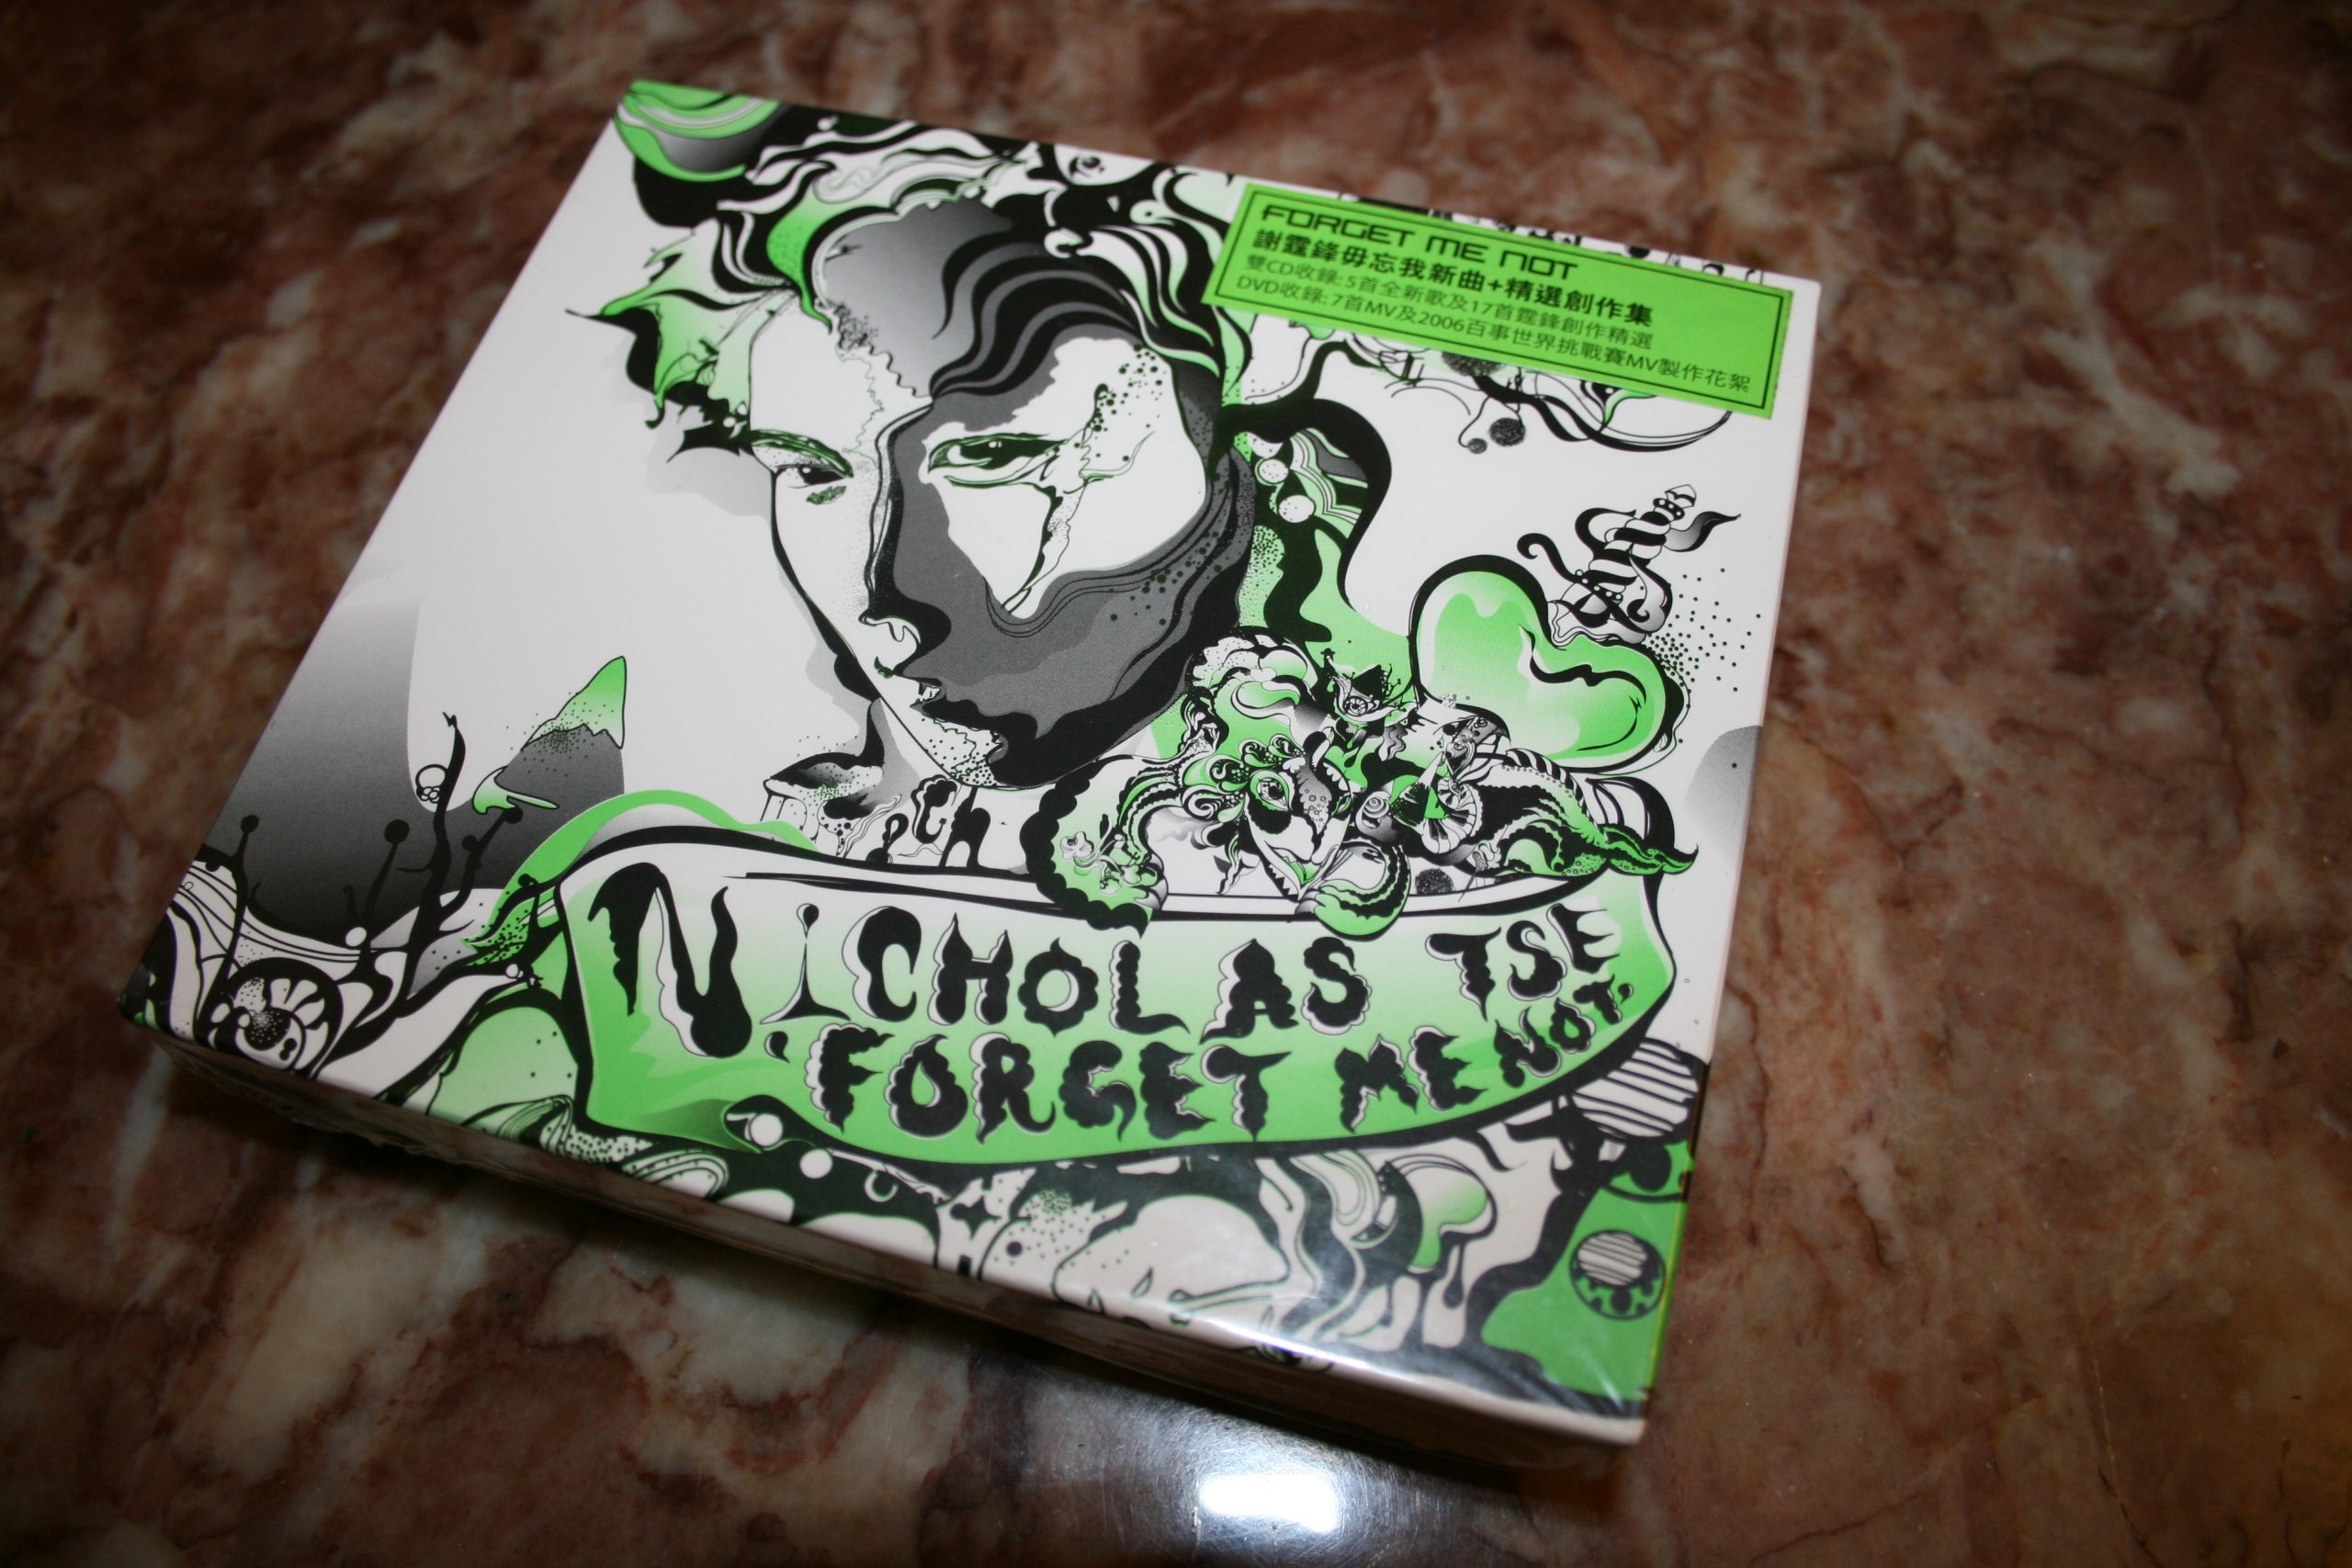 FORGET ME NOT
謝霆鋒毋忘我新曲+精選創作集
雙CD收錄: 5首全新歌及17首霆鋒創作精選
DVD收錄: 7首MV及2006百事世界挑戰賽MV製作花絮
NICHOLAS TSE
'FORGET ME NOT'